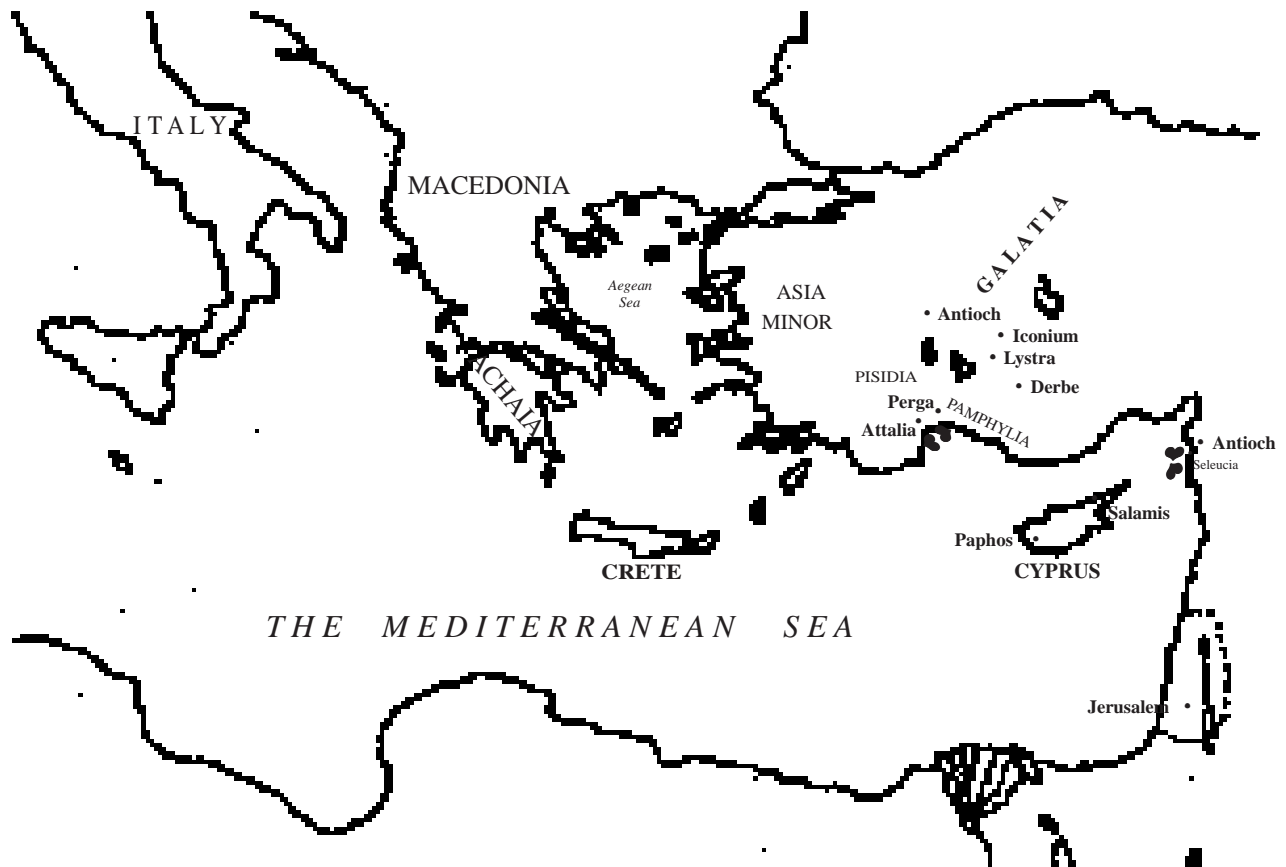 ITALY
MACEDONIA
GALATIA
Aegean
Sea
ASIA
MINOR
Antioch
Iconium
Lystra
ACHAIA
PISIDIA
Derbe
Perga
PAMPHYLIA
Attalia
Antioch
Seleucia
Salamis
Paphos
CRETE
CYPRUS
THE MEDITERRANEAN SEA
Jerusalem